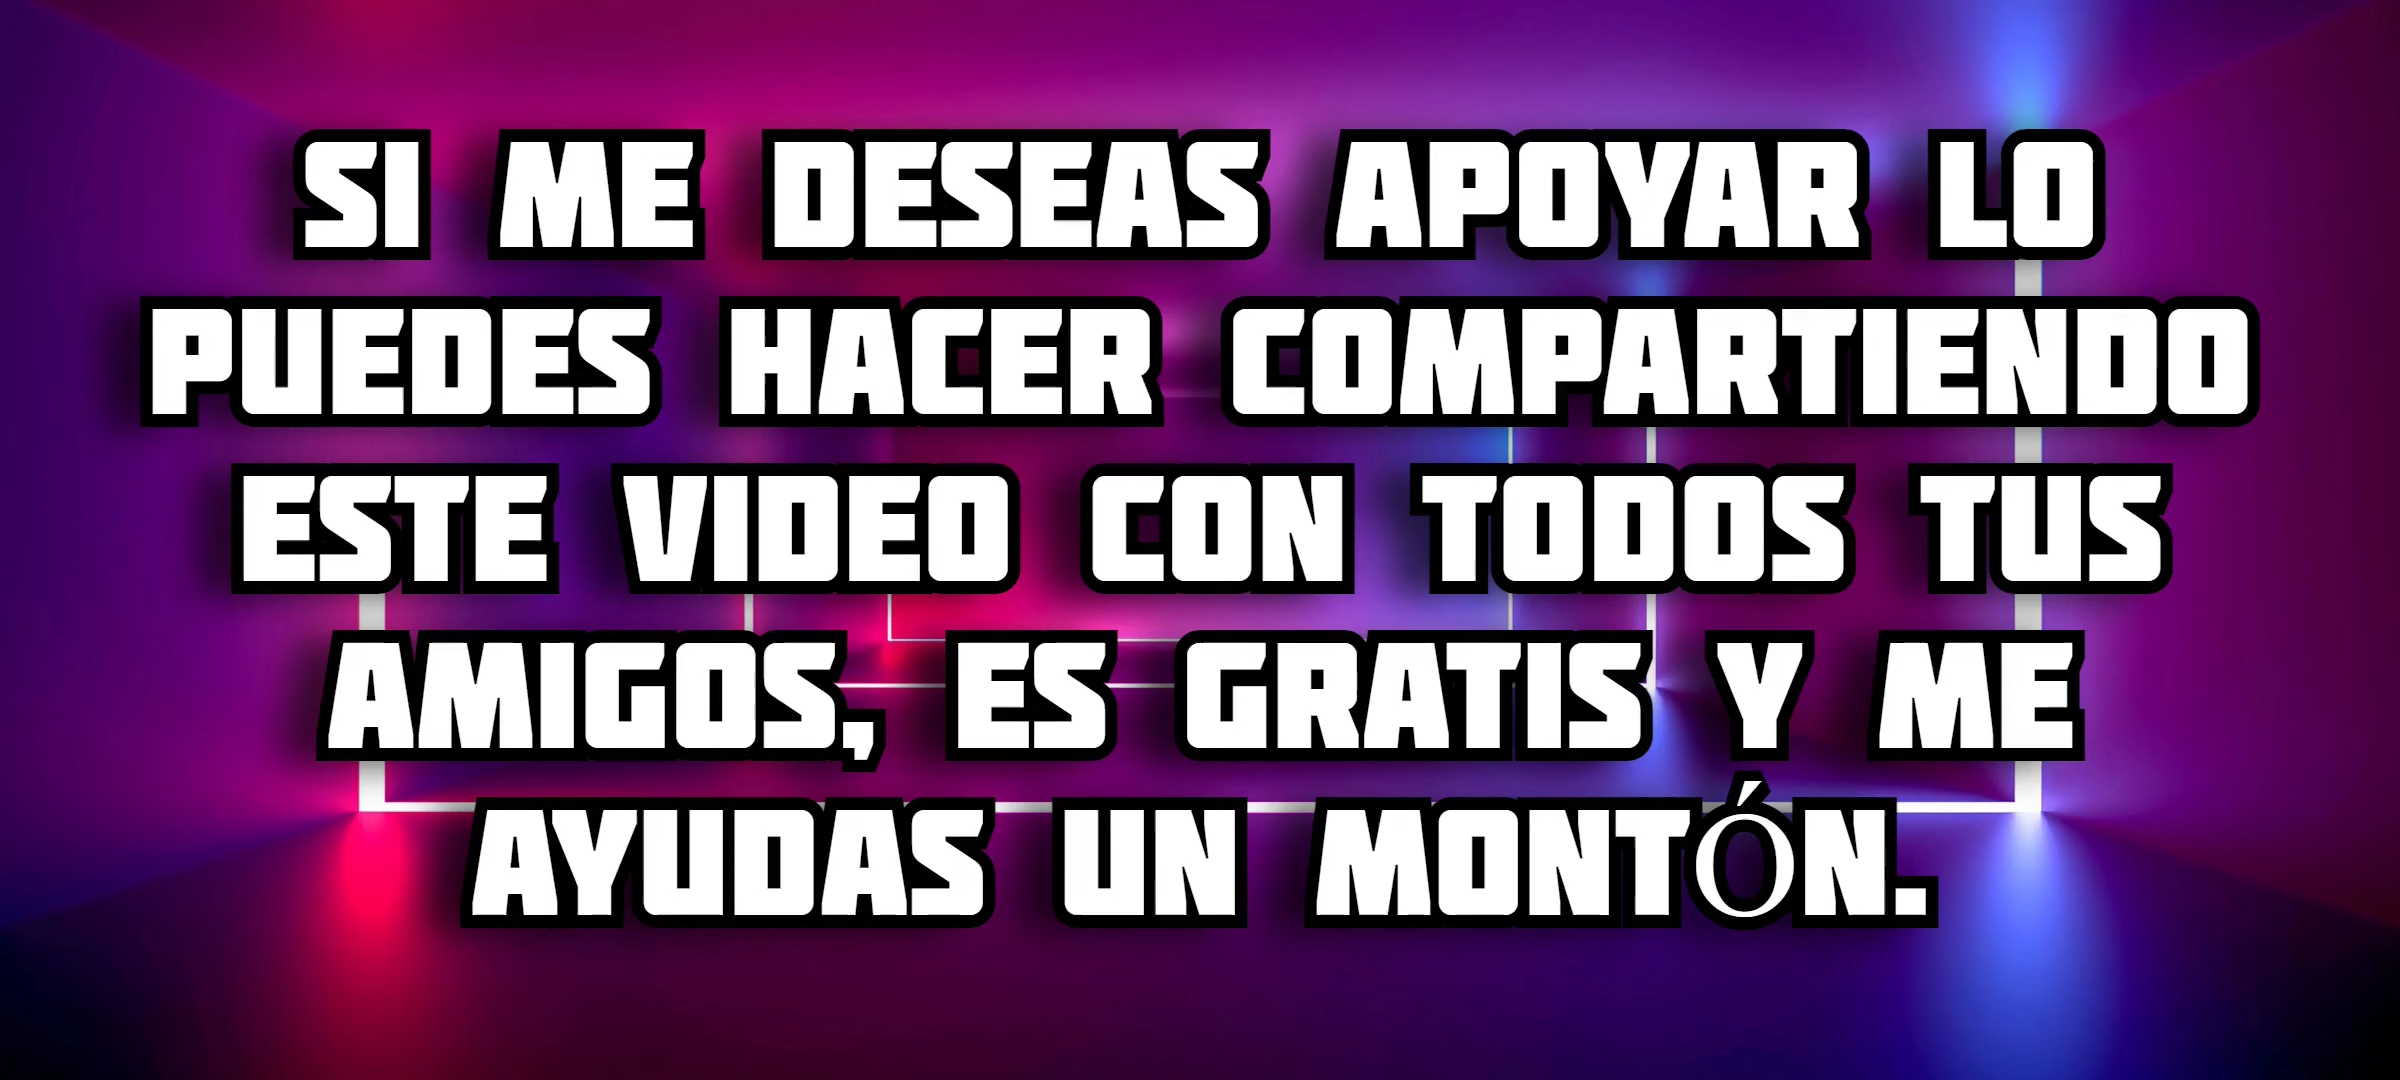 SI ME DESEAS APOYAR LO
PUEDES HACER COMPARTIENDO
ESTE VIDEO CON TODOS TUS
AMIGOS, ES GRATIS Y ME
AYUDAS UN MONTÓN.